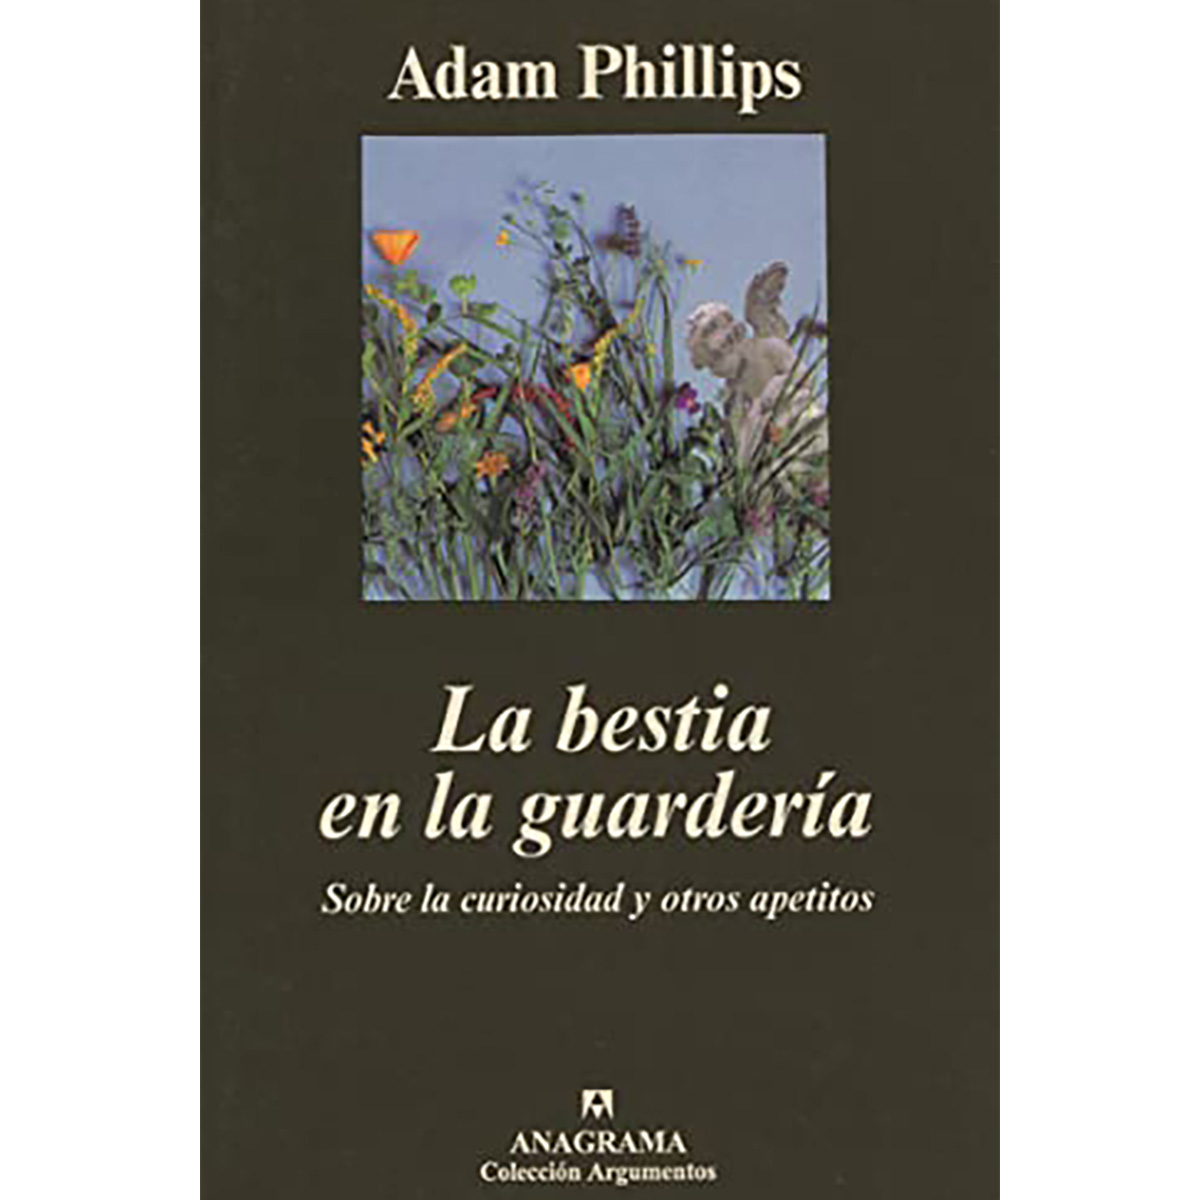 Adam Phillips
La bestia
en la guardería
Sobre la curiosidad y otros apetitos
ANAGRAMA
Colección Argumentos